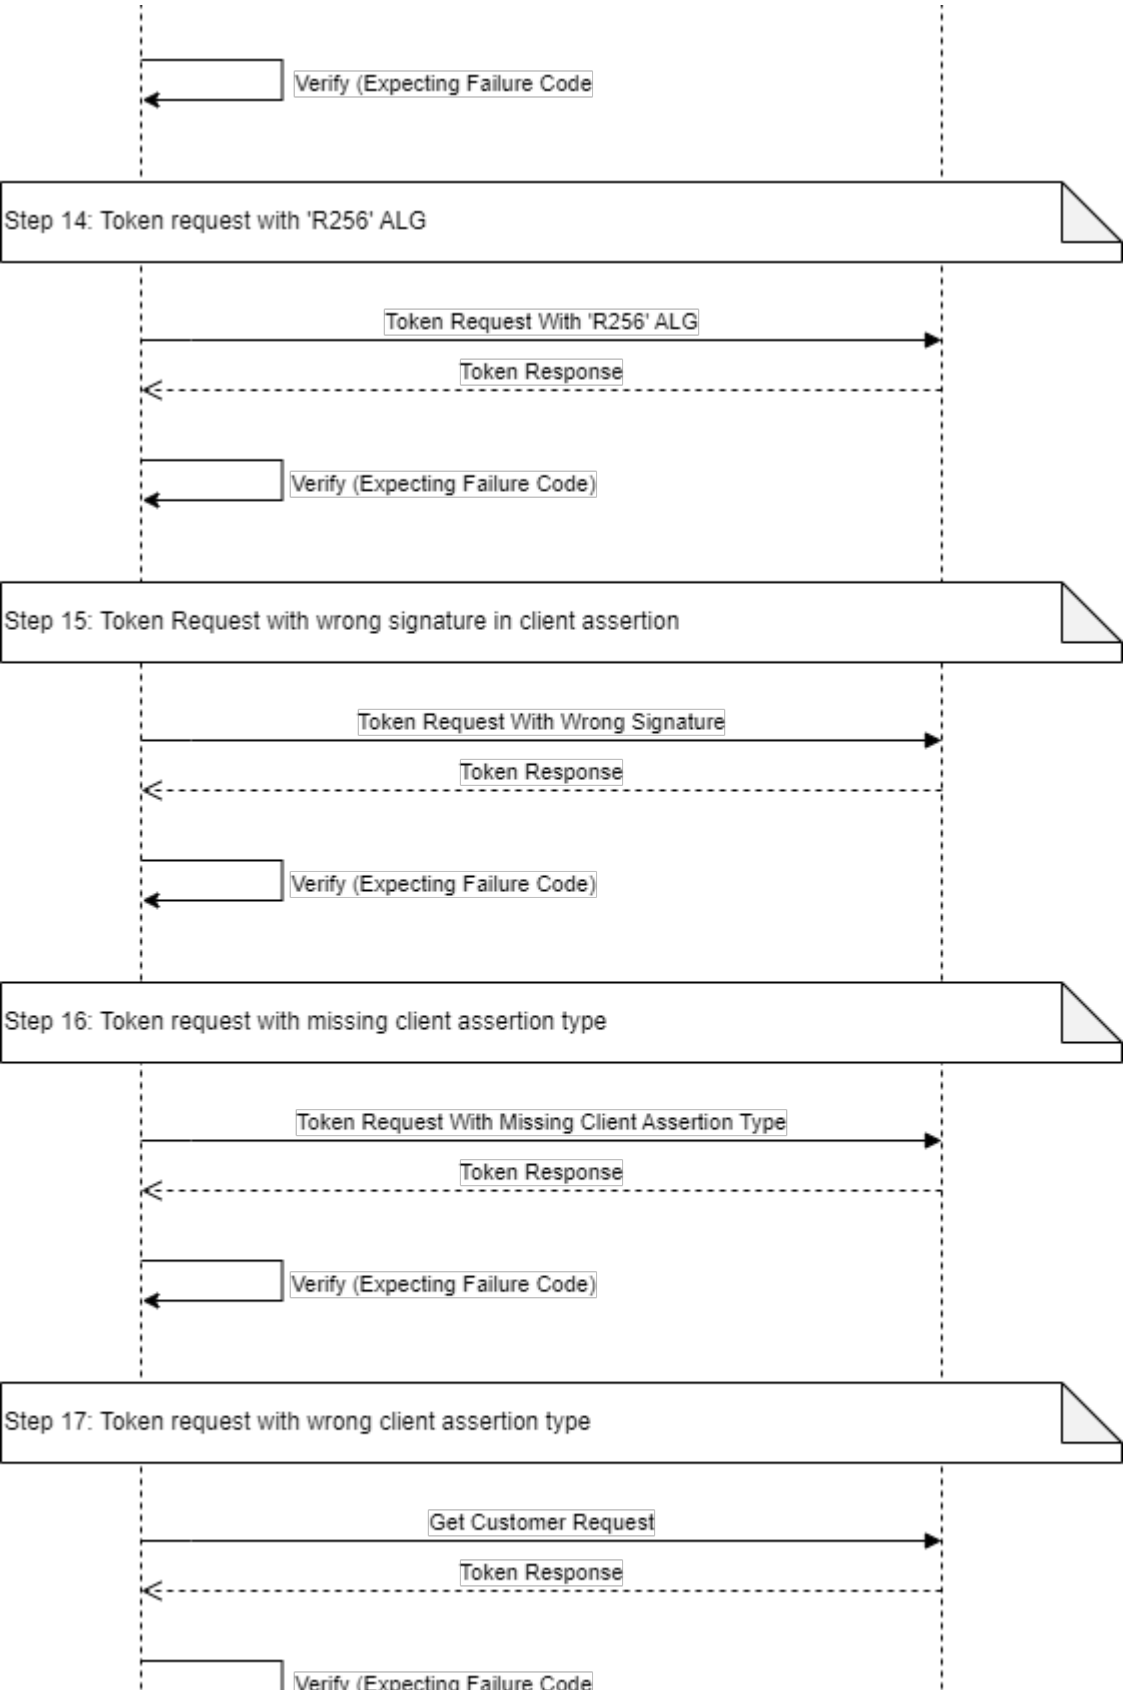 Verify (Expecting Failure Code
Step 14: Token request with 'R256' ALG
Token Request With 'R256' ALG
Token Response
Verify (Expecting Failure Code)
Step 15: Token Request with wrong signature in client assertion
Token Request With Wrong Signature
Token Response
Verify (Expecting Failure Code)
Step 16: Token request with missing client assertion type
Token Request With Missing Client Assertion Type
Token Response
Verify (Expecting Failure Code)
Step 17: Token request with wrong client assertion type
Get Customer Request
Token Response
Verify (Expecting Failure Code